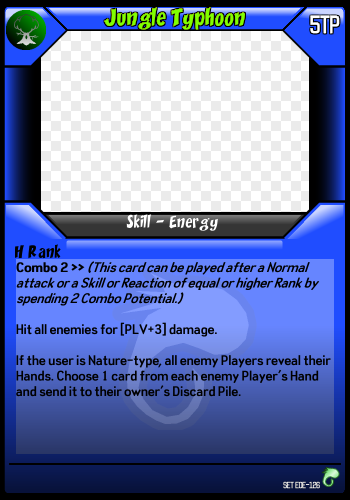 Jungle Typhoon
5TP
Skill - Energy
H Rank
Combo 2 >> (This card can be played after a Normal
attack or a Skill or Reaction of equal or higher Rank by
spending 2 Combo Potential.)
Hit all enemies for [PLV+3] damage.
If the user is Nature-type, all enemy Players reveal their
Hands. Choose 1 card from each enemy Player's Hand
and send it to their owner's Discard Pile.
SET EDE-126